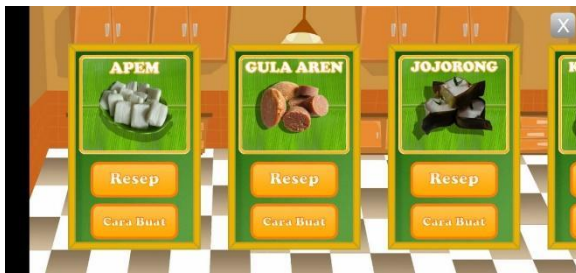 X
APEM
GULA AREN
JOJORONG
K
Resep
Resep
Resep
Cara Buat
Cara Buat
Cara Buat